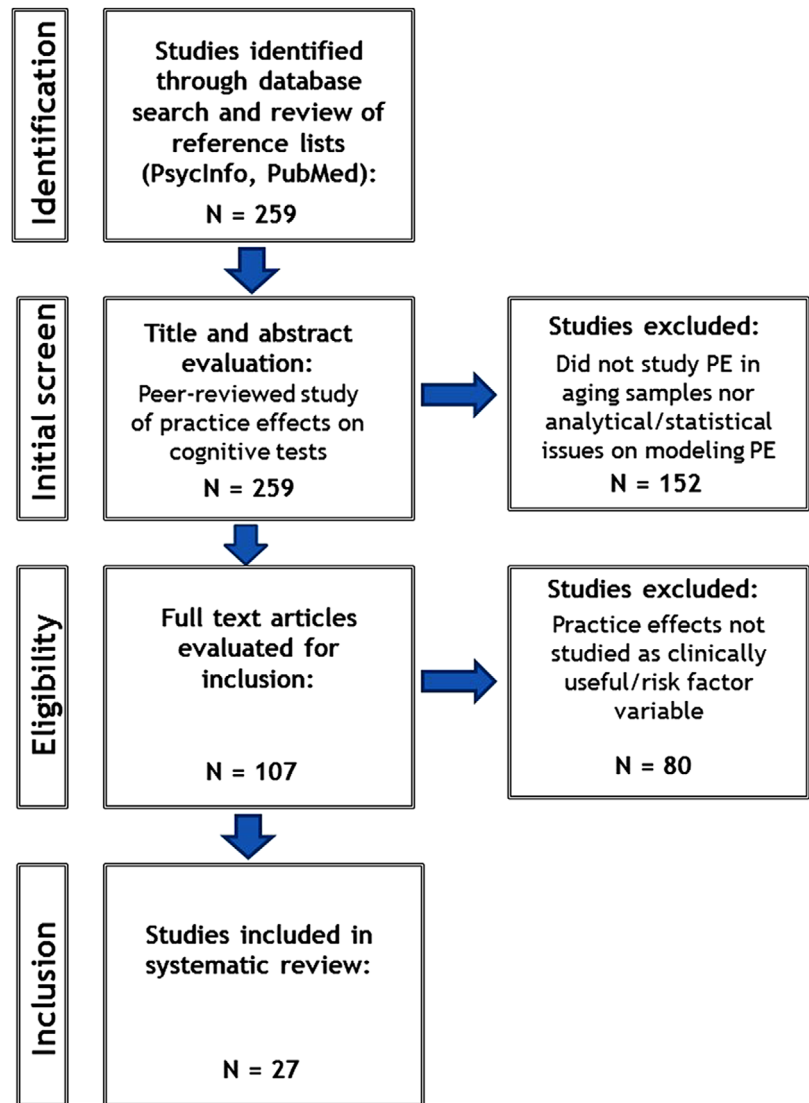 Identification
Studies identified
through database
search and review of
reference lists
(PsycInfo, PubMed):
N = 259
Initial screen
Title and abstract
evaluation:
Peer-reviewed study
of practice effects on
cognitive tests
N = 259
Studies excluded:
Did not study PE in
aging samples nor
analytical/statistical
issues on modeling PE
N = 152
Eligibility
Full text articles
evaluated for
inclusion:
N = 107
Studies excluded:
Practice effects not
studied as clinically
useful/risk factor
variable
N = 80
Inclusion
Studies included in
systematic review:
N = 27